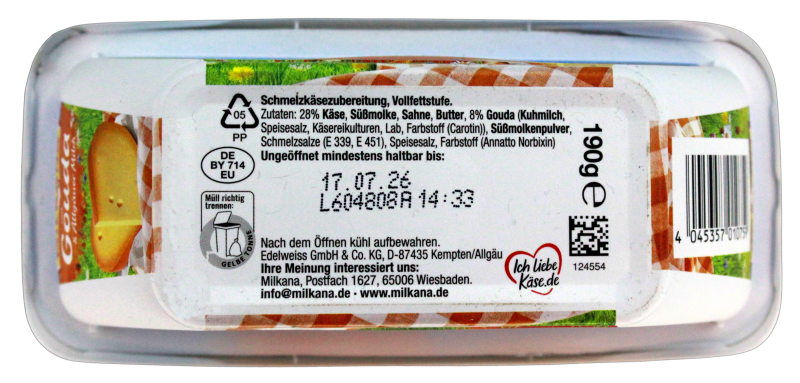 Gouda
& Allgäuer Milch
05
PP
DE
BY 714
EU
Müll richtig
trennen:
GELBE TONNE
Schmelzkäsezubereitung, Vollfettstufe.
Zutaten: 28% Käse, Süßmolke, Sahne, Butter, 8% Gouda (Kuhmilch,
Speisesalz, Käsereikulturen, Lab, Farbstoff (Carotin)), Süßmolkenpulver,
Schmelzsalze (E 339, E 451), Speisesalz, Farbstoff (Annatto Norbixin)
Ungeöffnet mindestens haltbar bis:
17.07.26
L604808A 14:33
Nach dem Öffnen kühl aufbewahren.
Edelweiss GmbH & Co. KG, D-87435 Kempten/Allgäu
Ihre Meinung interessiert uns:
Milkana, Postfach 1627, 65006 Wiesbaden.
info@milkana.de · www.milkana.de
Ich liebe
Käse.de
190g e
124554
4 045357 01075